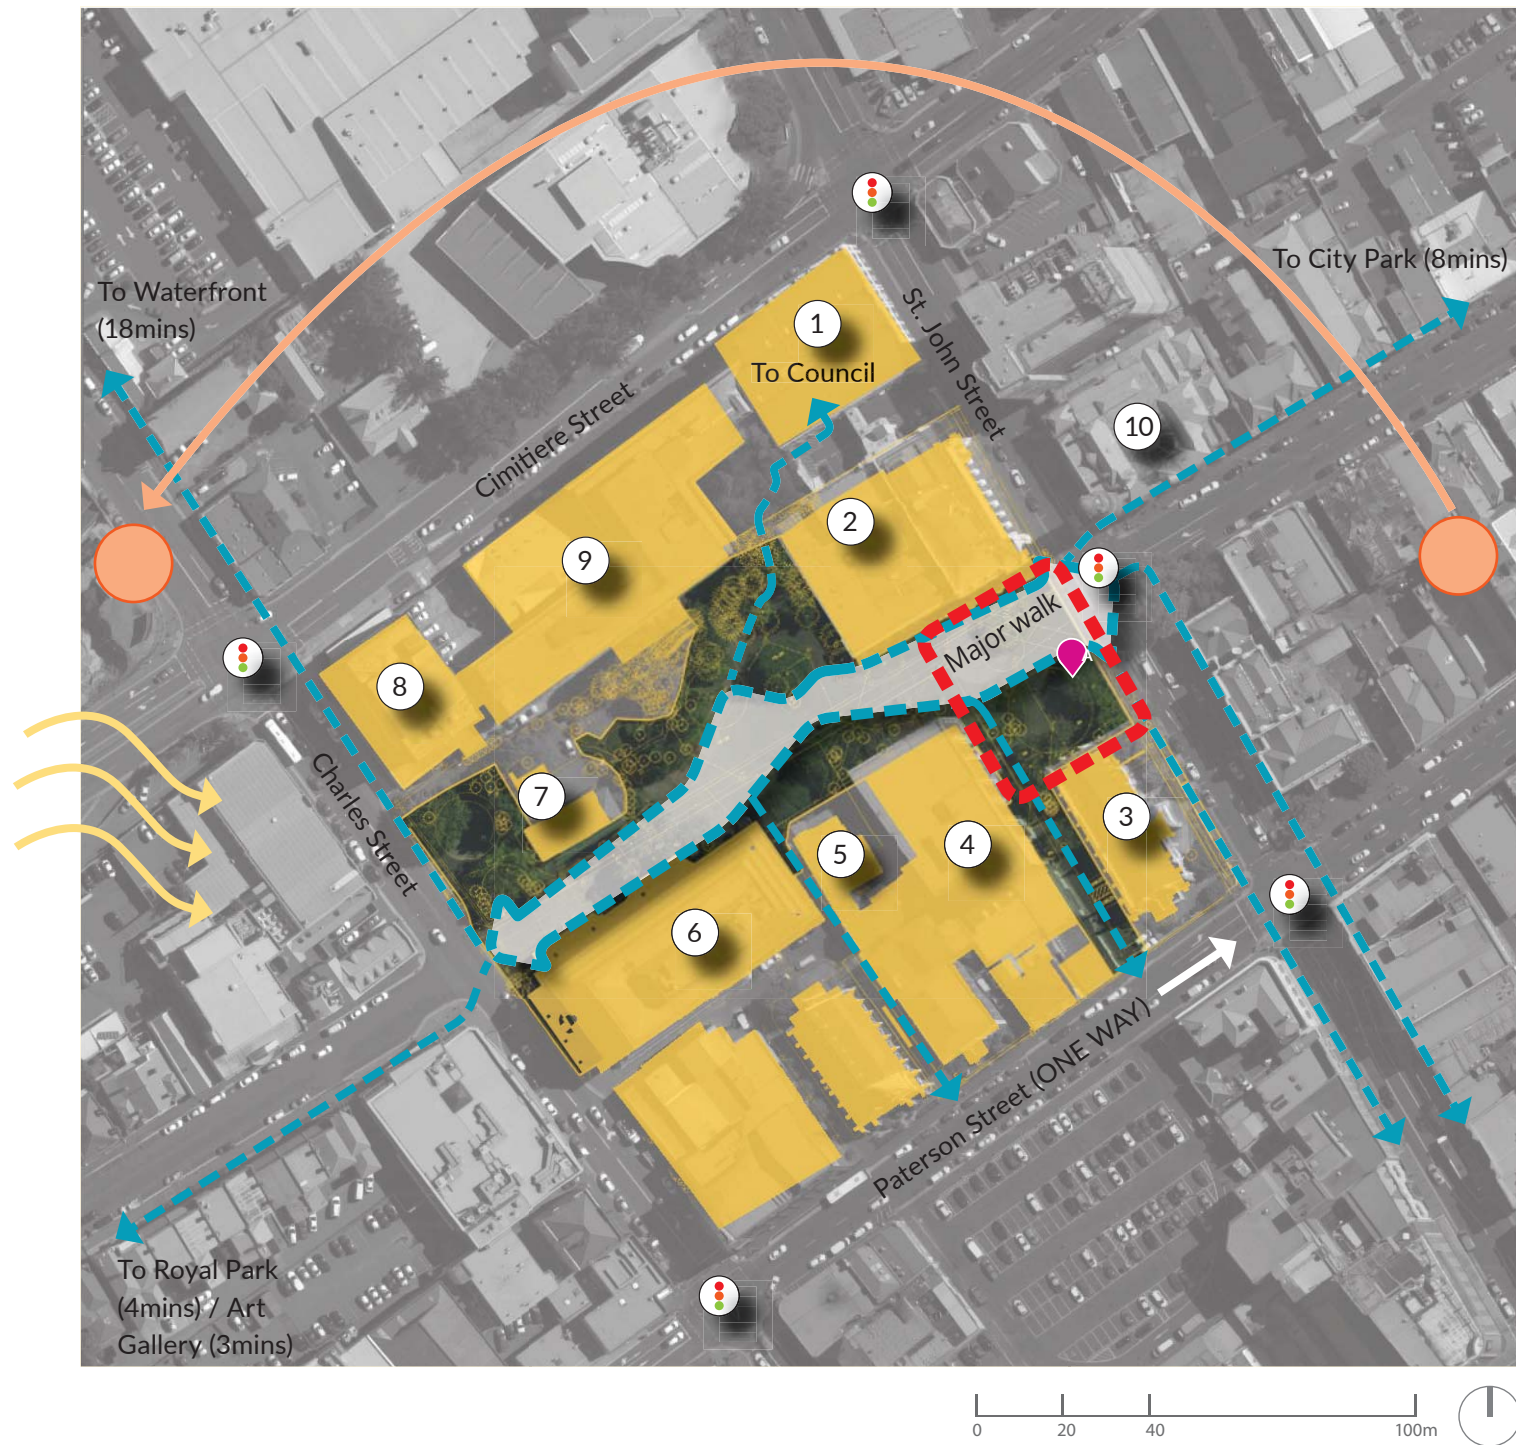 To City Park (8mins)
To Waterfront
(18mins)
1
St. John Street
To Council
Cimitiere Street
10
2
9
Major walk
8
Charles Street
7
3
5
4
6
Paterson Street (ONE WAY)
To Royal Park
(4mins) / Art
Gallery (3mins)
0 20 40 100m